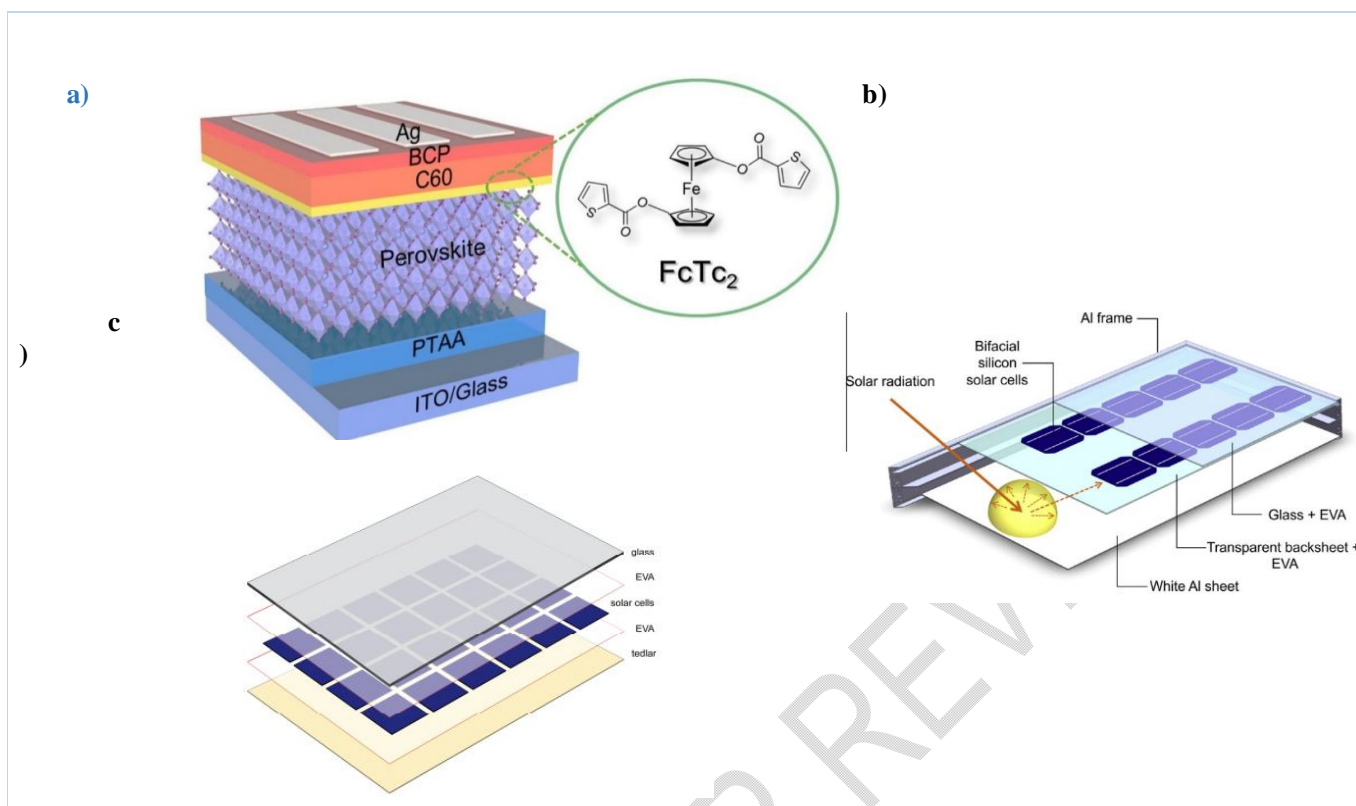 a)
Ag
BCP
C60
Perovskite
PTAA
ITO/Glass
O
S
O
Fe
O
S
O
FcTc₂
b)
Al frame
Bifacial
silicon
solar cells
Solar radiation
Glass + EVA
Transparent backsheet +
EVA
White Al sheet
c
)
glass
EVA
solar cells
EVA
tedlar